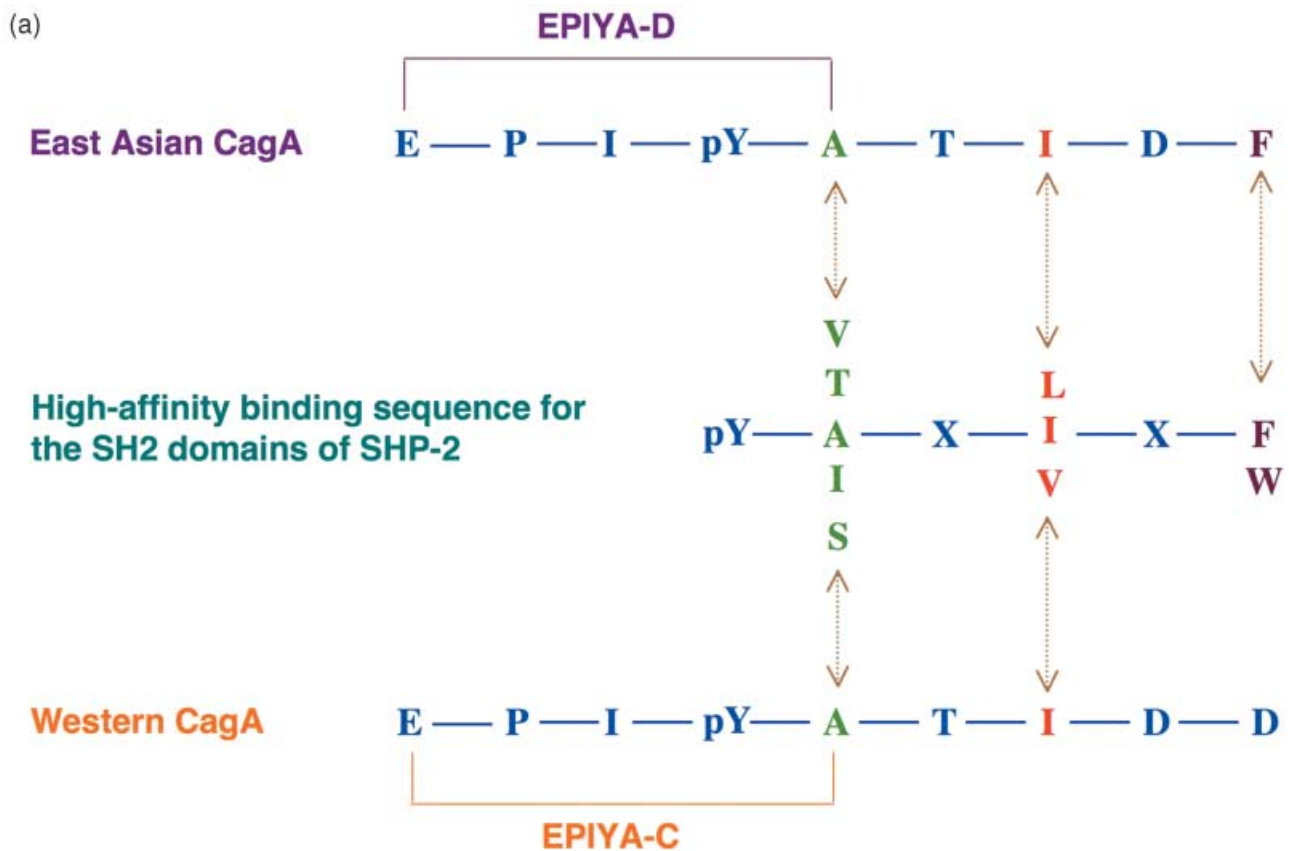 (a)
EPIYA-D
East Asian CagA E — P — I — pY — A — T — I — D — F
V
T L
High-affinity binding sequence for
the SH2 domains of SHP-2
pY — A — X — I — X — F
I V W
S
Western CagA E — P — I — pY — A — T — I — D — D
EPIYA-C